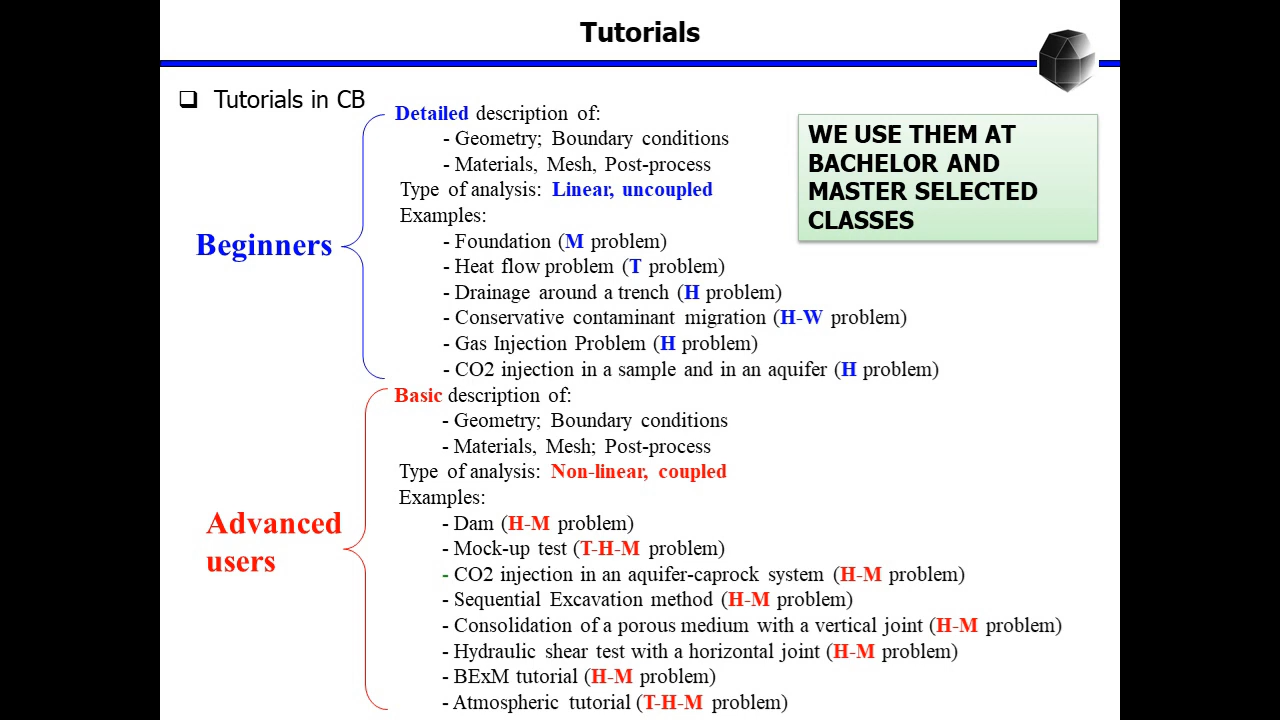 Tutorials
❑ Tutorials in CB
WE USE THEM AT
BACHELOR AND
MASTER SELECTED
CLASSES
Beginners
Detailed description of:
- Geometry; Boundary conditions
- Materials, Mesh, Post-process
Type of analysis: Linear, uncoupled
Examples:
- Foundation (M problem)
- Heat flow problem (T problem)
- Drainage around a trench (H problem)
- Conservative contaminant migration (H-W problem)
- Gas Injection Problem (H problem)
- CO2 injection in a sample and in an aquifer (H problem)
Advanced
users
Basic description of:
- Geometry; Boundary conditions
- Materials, Mesh; Post-process
Type of analysis: Non-linear, coupled
Examples:
- Dam (H-M problem)
- Mock-up test (T-H-M problem)
- CO2 injection in an aquifer-caprock system (H-M problem)
- Sequential Excavation method (H-M problem)
- Consolidation of a porous medium with a vertical joint (H-M problem)
- Hydraulic shear test with a horizontal joint (H-M problem)
- BExM tutorial (H-M problem)
- Atmospheric tutorial (T-H-M problem)